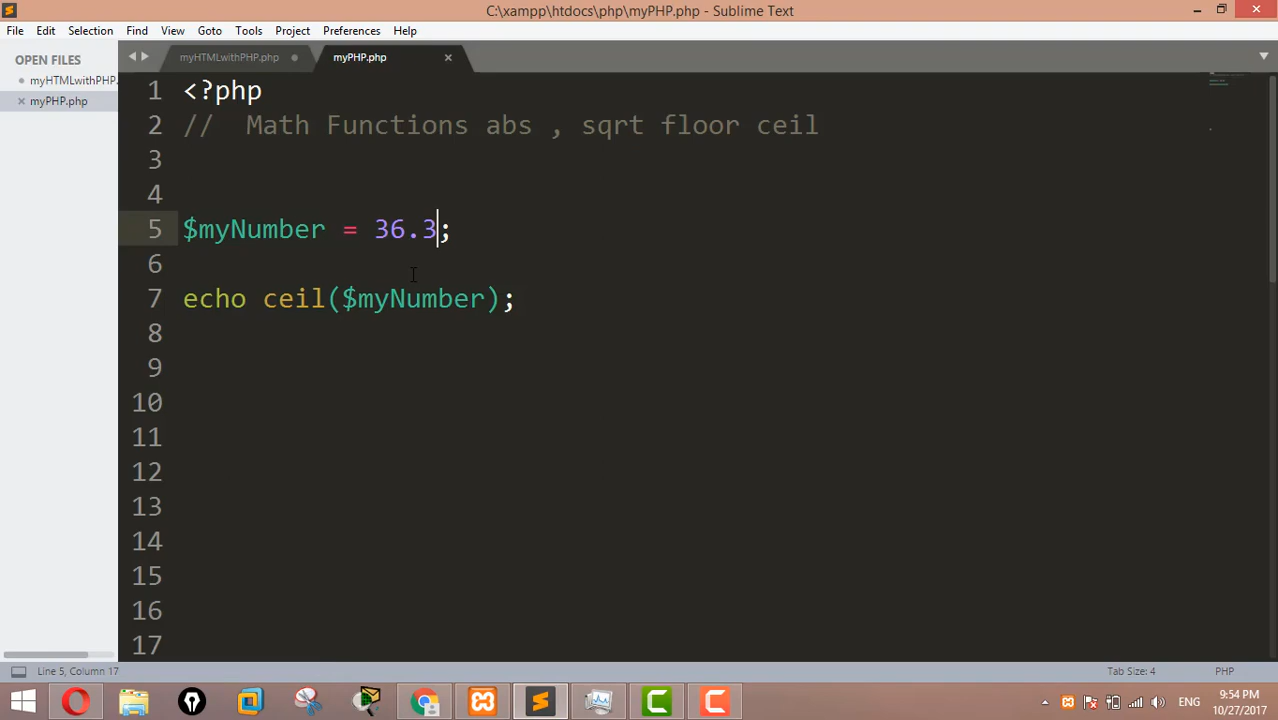 C:\xampp\htdocs\php\myPHP.php - Sublime Text
File Edit Selection Find View Goto Tools Project Preferences Help
OPEN FILES
myHTMLwithPHP.
myPHP.php
myHTMLwithPHP.php
myPHP.php
1 <?php
2 //  Math Functions abs , sqrt floor ceil
3
4
5 $myNumber = 36.3;
6
7 echo ceil($myNumber);
8
9
10
11
12
13
14
15
16
17
Line 5, Column 17
Tab Size: 4
PHP
ENG
9:54 PM
10/27/2017